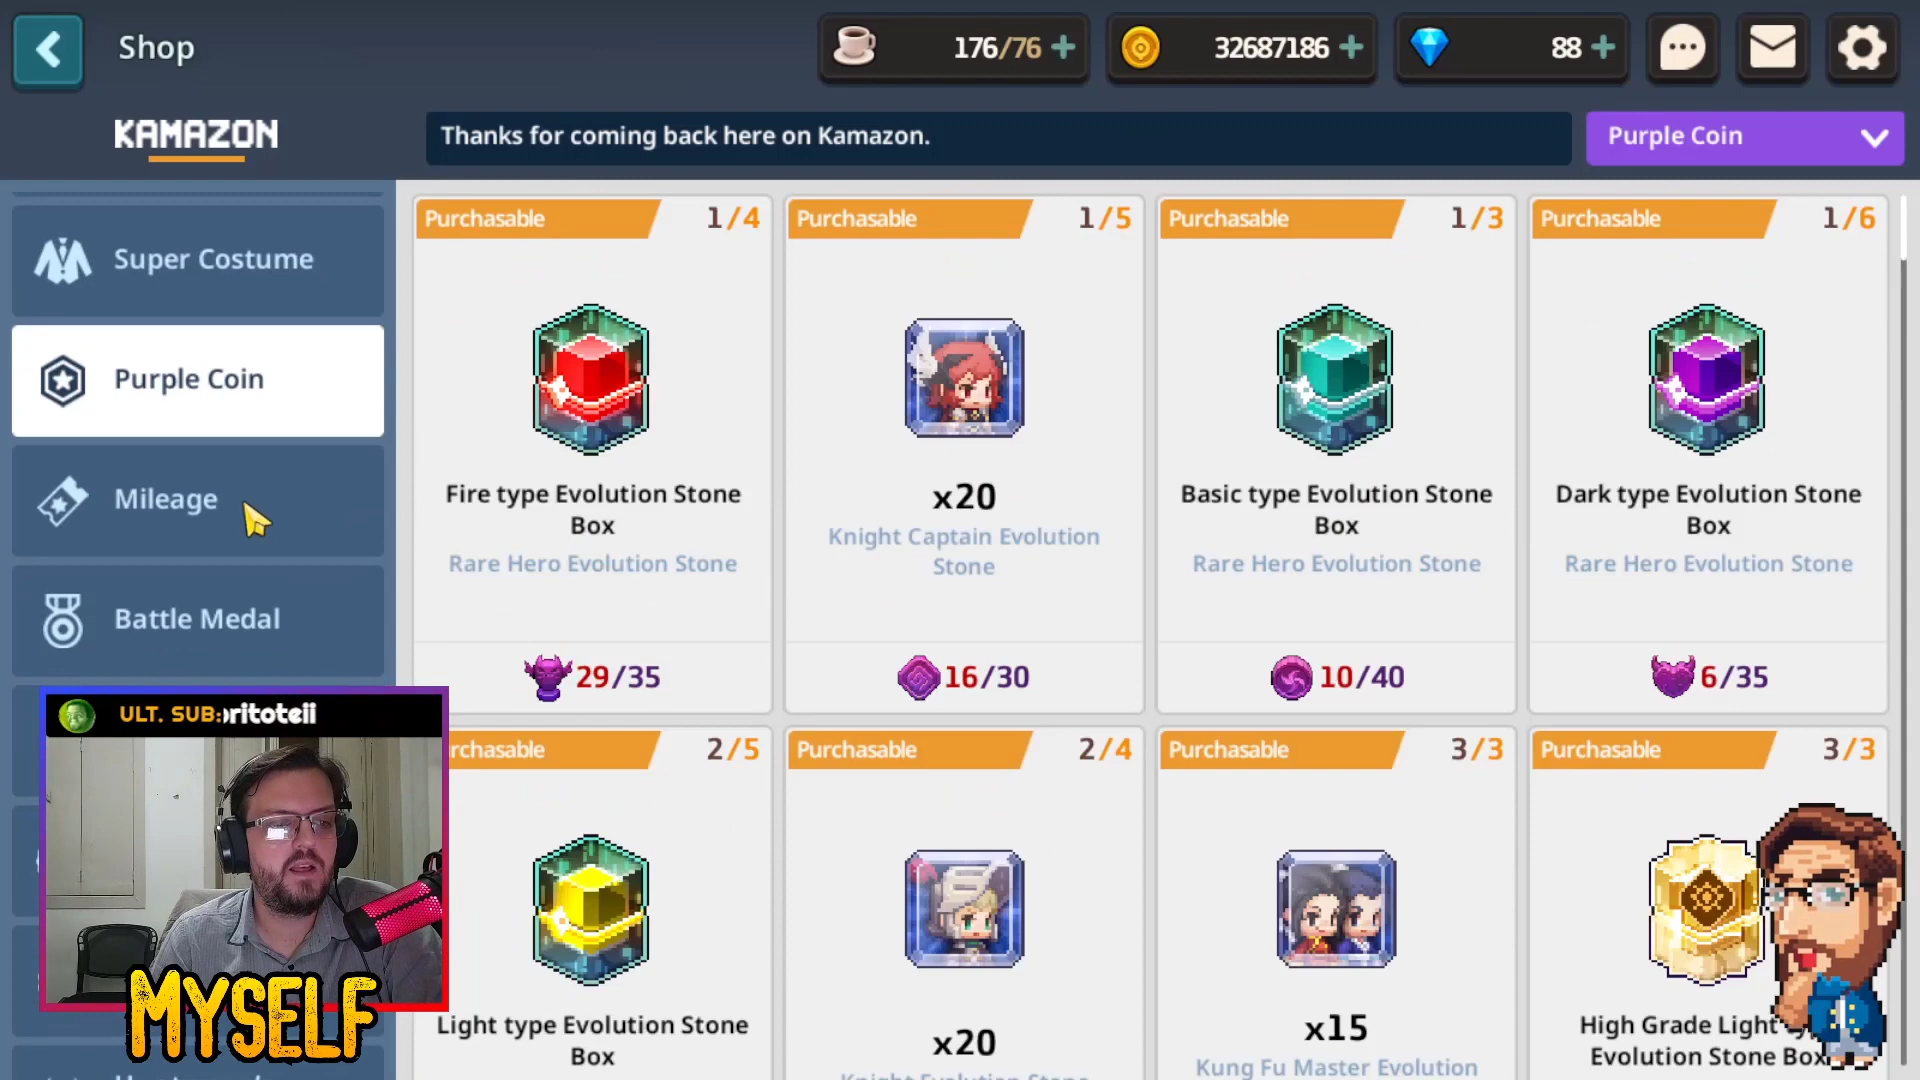 Shop
176/76
32687186
88
KAMAZON
Thanks for coming back here on Kamazon.
Purple Coin
Super Costume
Purple Coin
Mileage
Battle Medal
Purchasable 1/4
Fire type Evolution Stone
Box
Rare Hero Evolution Stone
29/35
Purchasable 1/5
x20
Knight Captain Evolution
Stone
16/30
Purchasable 1/3
Basic type Evolution Stone
Box
Rare Hero Evolution Stone
10/40
Purchasable 1/6
Dark type Evolution Stone
Box
Rare Hero Evolution Stone
6/35
rchasable 2/5
Light type Evolution Stone
Box
Purchasable 2/4
x20
Knight Evolution Stone
Purchasable 3/3
x15
Kung Fu Master Evolution
Purchasable 3/3
High Grade Light
Evolution Stone Box
ULT. SUB: oritoteii
MYSELF